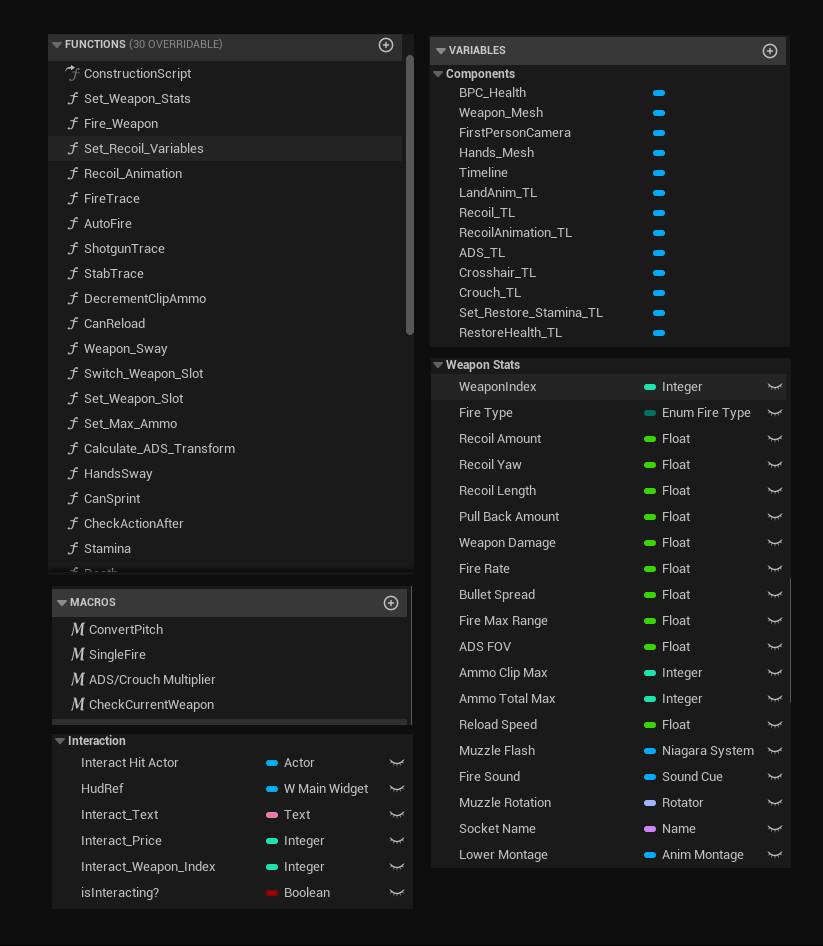 FUNCTIONS (30 OVERRIDABLE)
ConstructionScript
Set_Weapon_Stats
Fire_Weapon
Set_Recoil_Variables
Recoil_Animation
FireTrace
AutoFire
ShotgunTrace
StabTrace
DecrementClipAmmo
CanReload
Weapon_Sway
Switch_Weapon_Slot
Set_Weapon_Slot
Set_Max_Ammo
Calculate_ADS_Transform
HandsSway
CanSprint
CheckActionAfter
Stamina
MACROS
ConvertPitch
SingleFire
ADS/Crouch Multiplier
CheckCurrentWeapon
Interaction
Interact Hit Actor Actor
HudRef W Main Widget
Interact_Text Text
Interact_Price Integer
Interact_Weapon_Index Integer
isInteracting? Boolean
VARIABLES
Components
BPC_Health
Weapon_Mesh
FirstPersonCamera
Hands_Mesh
Timeline
LandAnim_TL
Recoil_TL
RecoilAnimation_TL
ADS_TL
Crosshair_TL
Crouch_TL
Set_Restore_Stamina_TL
RestoreHealth_TL
Weapon Stats
WeaponIndex Integer
Fire Type Enum Fire Type
Recoil Amount Float
Recoil Yaw Float
Recoil Length Float
Pull Back Amount Float
Weapon Damage Float
Fire Rate Float
Bullet Spread Float
Fire Max Range Float
ADS FOV Float
Ammo Clip Max Integer
Ammo Total Max Integer
Reload Speed Float
Muzzle Flash Niagara System
Fire Sound Sound Cue
Muzzle Rotation Rotator
Socket Name Name
Lower Montage Anim Montage